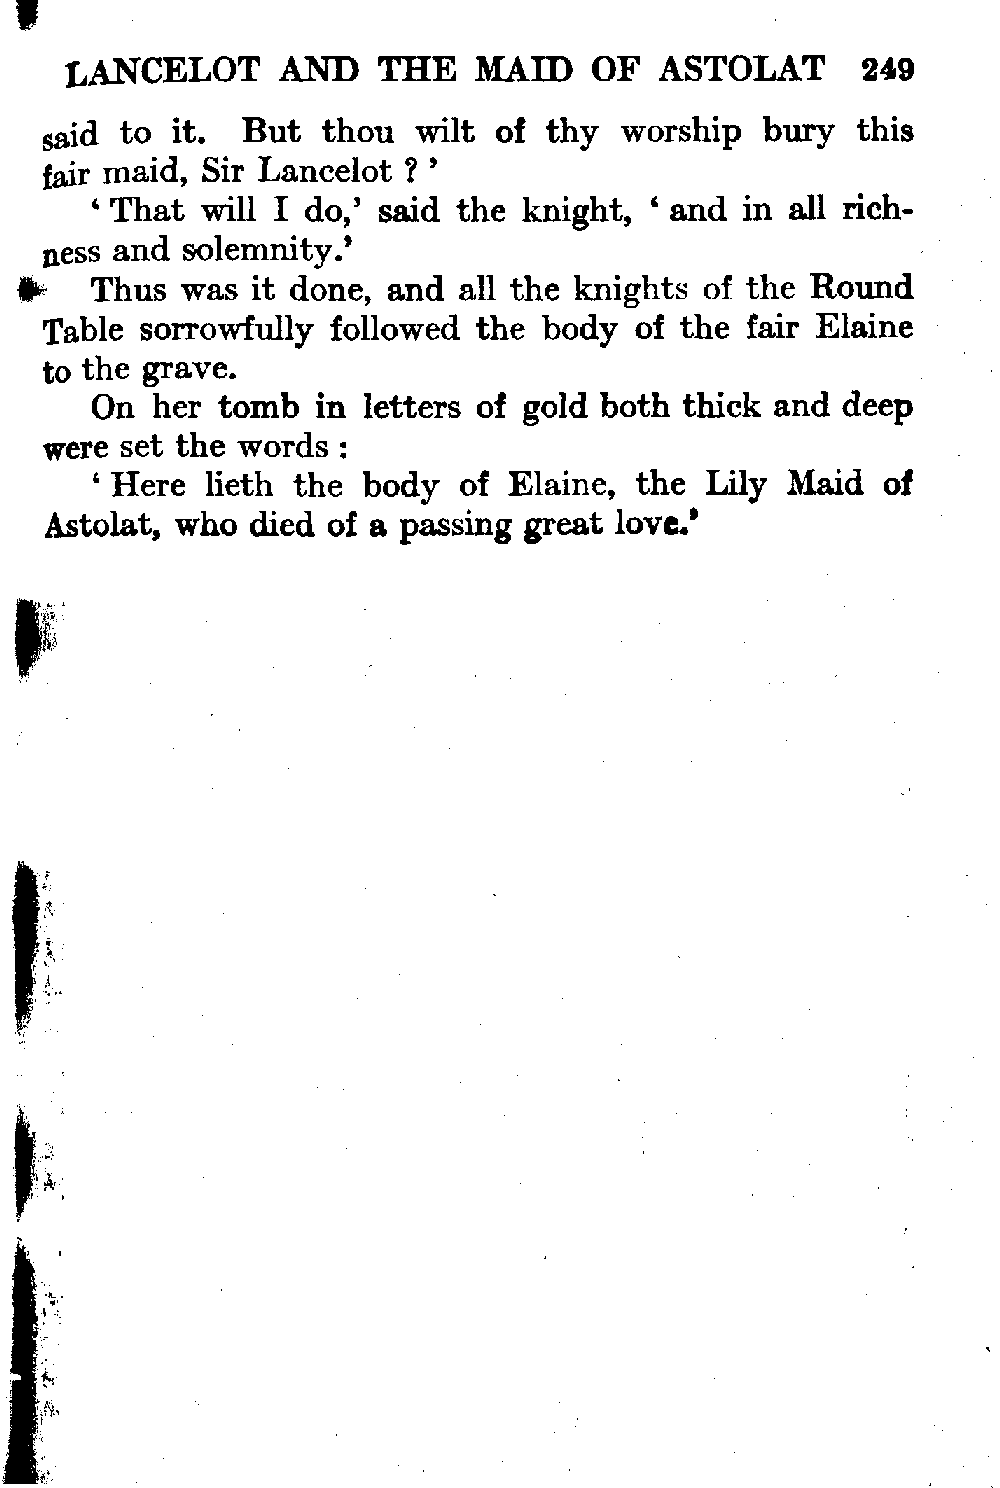 LANCELOT AND THE MAID OF ASTOLAT 249
said to it. But thou wilt of thy worship bury this
fair maid, Sir Lancelot ? ’
‘ That will I do,’ said the knight, ‘ and in all rich-
ness and solemnity.’
Thus was it done, and all the knights of the Round
Table sorrowfully followed the body of the fair Elaine
to the grave.
On her tomb in letters of gold both thick and deep
were set the words :
‘ Here lieth the body of Elaine, the Lily Maid of
Astolat, who died of a passing great love.’